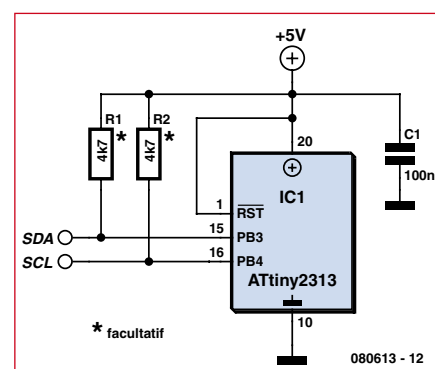 +5V
R1
*
R2
*
4k7
4k7
20
C1
100n
IC1
1
RST
SDA
15
PB3
SCL
16
PB4
ATtiny2313
* facultatif
10
080613 - 12